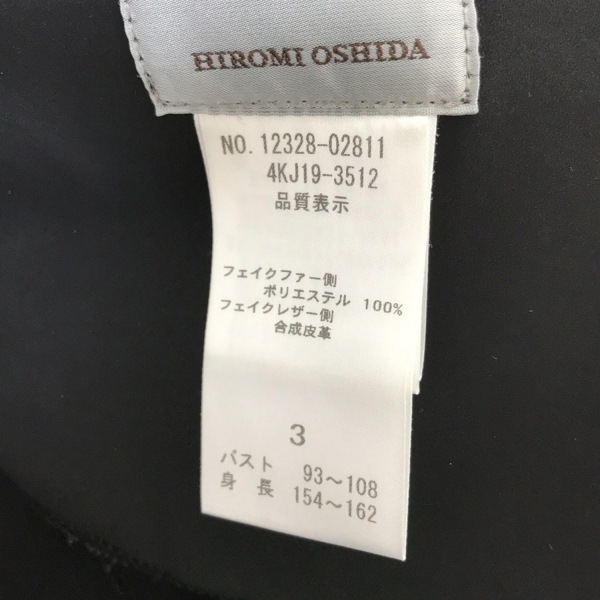 HIROMI OSHIDA
NO. 12328-02811
4KJ19-3512
品質表示
フェイクファー側
ポリエステル 100%
フェイクレザー側
合成皮革
3
バスト 93～108
身長 154～162